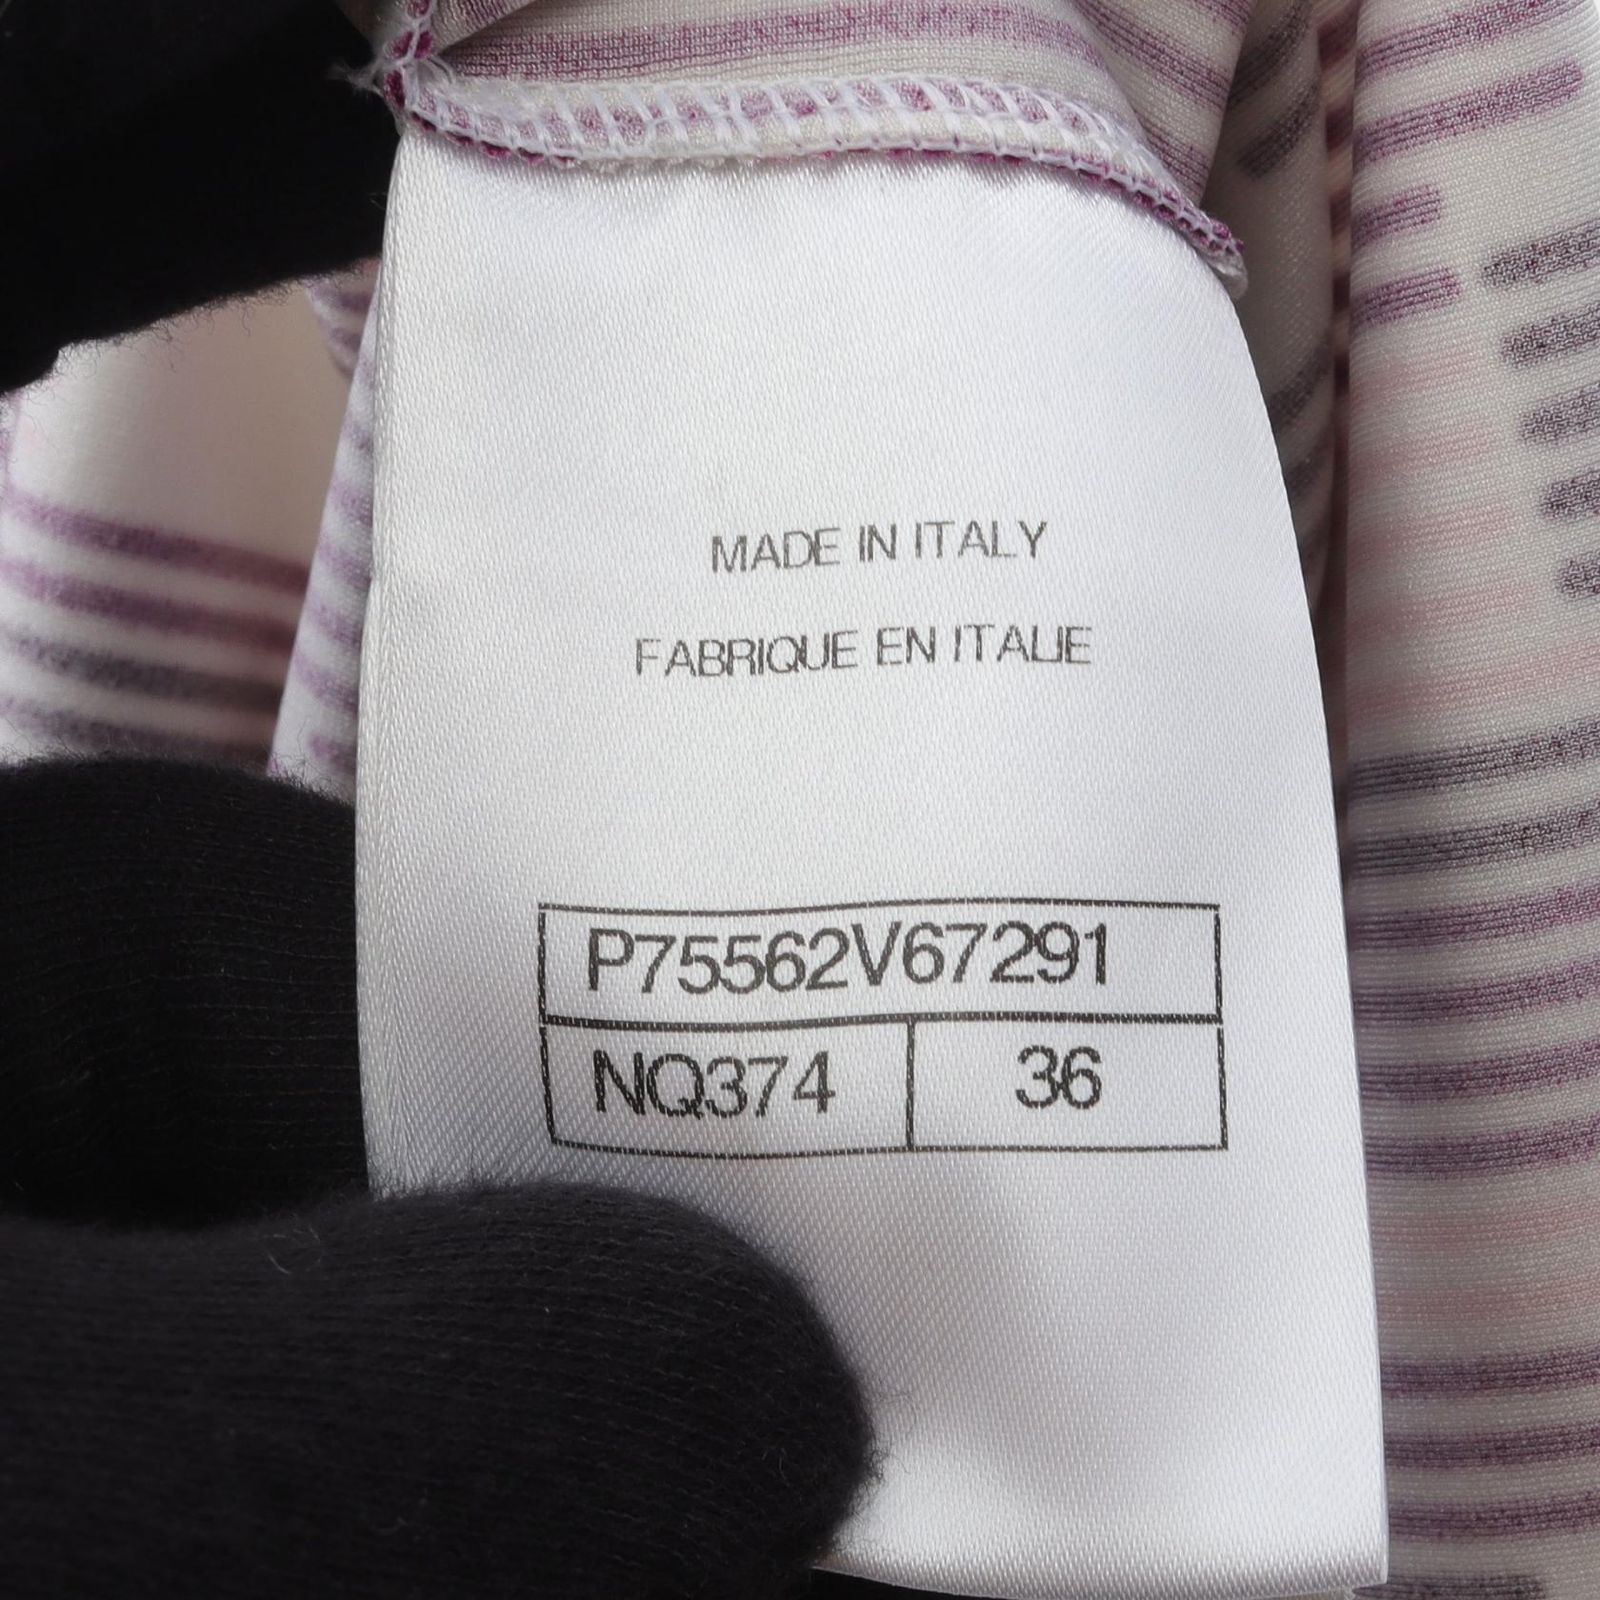 MADE IN ITALY
FABRIQUE EN ITALIE
P75562V67291
NQ374 36